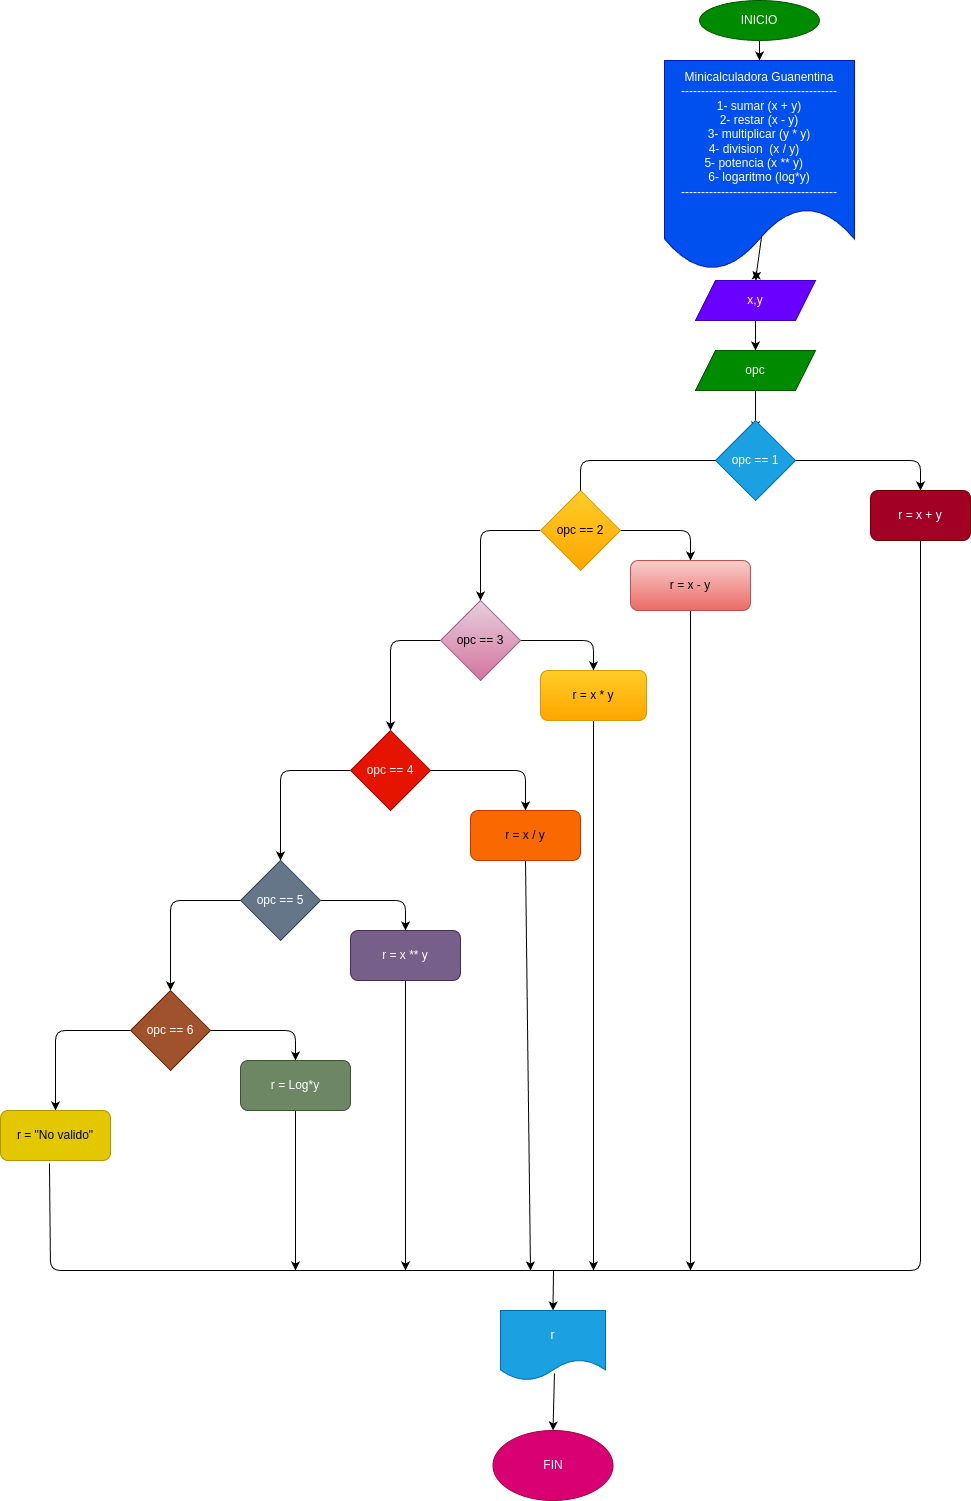 INICIO
Minicalculadora Guanentina
---------------------------------------
1- sumar (x + y)
2- restar (x - y)
3- multiplicar (y * y)
4- division  (x / y)
5- potencia (x ** y)
6- logaritmo (log*y)
---------------------------------------
x,y
opc
opc == 1
r = x + y
opc == 2
r = x - y
opc == 3
r = x * y
opc == 4
r = x / y
opc == 5
r = x ** y
opc == 6
r = Log*y
r = "No valido"
r
FIN